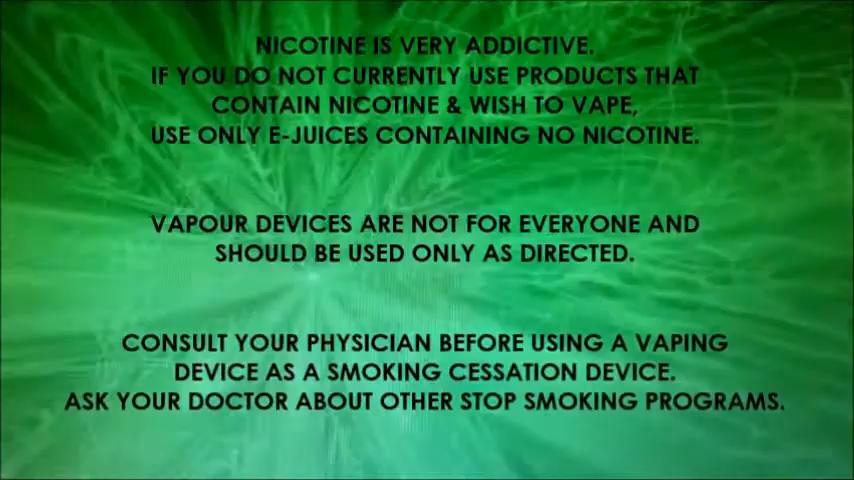 NICOTINE IS VERY ADDICTIVE.
IF YOU DO NOT CURRENTLY USE PRODUCTS THAT
CONTAIN NICOTINE & WISH TO VAPE,
USE ONLY E-JUICES CONTAINING NO NICOTINE.
VAPOUR DEVICES ARE NOT FOR EVERYONE AND
SHOULD BE USED ONLY AS DIRECTED.
CONSULT YOUR PHYSICIAN BEFORE USING A VAPING
DEVICE AS A SMOKING CESSATION DEVICE.
ASK YOUR DOCTOR ABOUT OTHER STOP SMOKING PROGRAMS.